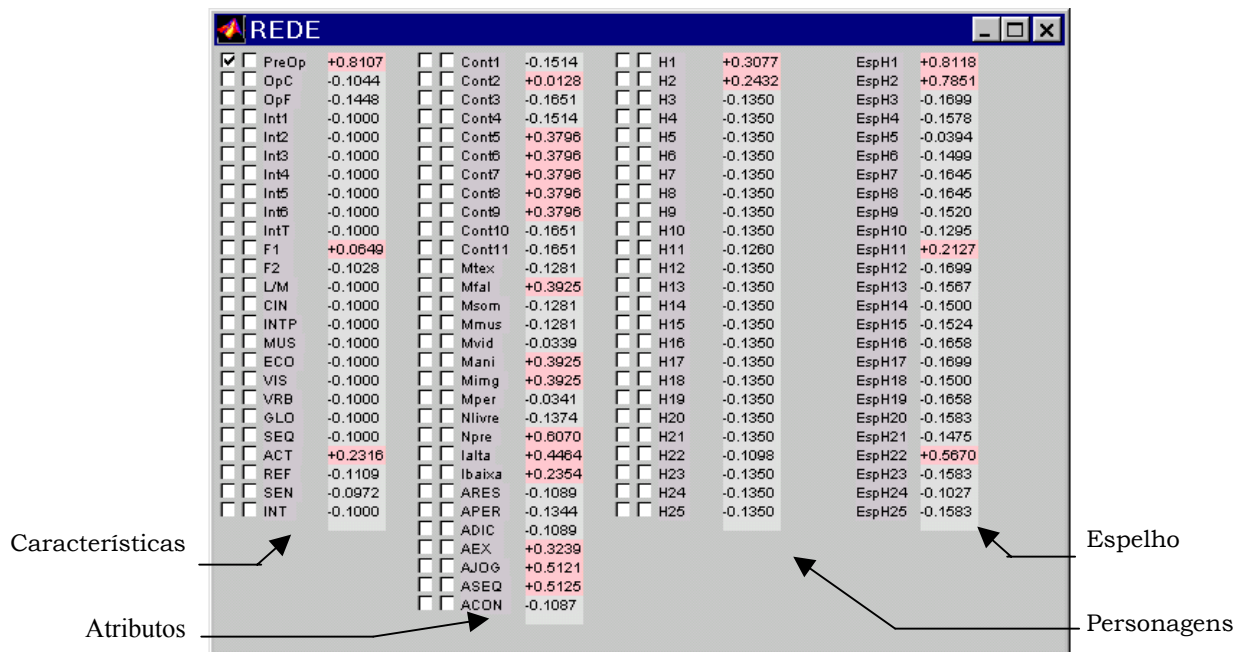 REDE
PreOp +0.8107 Cont1 -0.1514 H1 +0.3077 EspH1 +0.8118
OpC -0.1044 Cont2 +0.0128 H2 +0.2432 EspH2 +0.7851
OpF -0.1448 Cont3 -0.1651 H3 -0.1350 EspH3 -0.1699
Int1 -0.1000 Cont4 -0.1514 H4 -0.1350 EspH4 -0.1578
Int2 -0.1000 Cont5 +0.3796 H5 -0.1350 EspH5 -0.0394
Int3 -0.1000 Cont6 +0.3796 H6 -0.1350 EspH6 -0.1499
Int4 -0.1000 Cont7 +0.3796 H7 -0.1350 EspH7 -0.1645
Int5 -0.1000 Cont8 +0.3796 H8 -0.1350 EspH8 -0.1645
Int6 -0.1000 Cont9 +0.3796 H9 -0.1350 EspH9 -0.1520
IntT -0.1000 Cont10 -0.1651 H10 -0.1350 EspH10 -0.1295
F1 +0.0649 Cont11 -0.1651 H11 -0.1260 EspH11 +0.2127
F2 -0.1028 Mtex -0.1281 H12 -0.1350 EspH12 -0.1699
L/M -0.1000 Mfal +0.3925 H13 -0.1350 EspH13 -0.1567
CIN -0.1000 Msom -0.1281 H14 -0.1350 EspH14 -0.1500
INTP -0.1000 Mmus -0.1281 H15 -0.1350 EspH15 -0.1524
MUS -0.1000 Mvid -0.0339 H16 -0.1350 EspH16 -0.1658
ECO -0.1000 Mani +0.3925 H17 -0.1350 EspH17 -0.1699
VIS -0.1000 Mimg +0.3925 H18 -0.1350 EspH18 -0.1500
VRB -0.1000 Mper -0.0341 H19 -0.1350 EspH19 -0.1658
GLO -0.1000 Nlivre -0.1374 H20 -0.1350 EspH20 -0.1583
SEQ -0.1000 Npre +0.6070 H21 -0.1350 EspH21 -0.1475
ACT +0.2316 Ialta +0.4464 H22 -0.1098 EspH22 +0.5670
REF -0.1109 Ibaixa +0.2354 H23 -0.1350 EspH23 -0.1583
SEN -0.0972 ARES -0.1089 H24 -0.1350 EspH24 -0.1027
INT -0.1000 APER -0.1344 H25 -0.1350 EspH25 -0.1583
ADIC -0.1089
AEX +0.3239
AJOG +0.5121
ASEQ +0.5125
ACON -0.1087
Características
Espelho
Atributos
Personagens